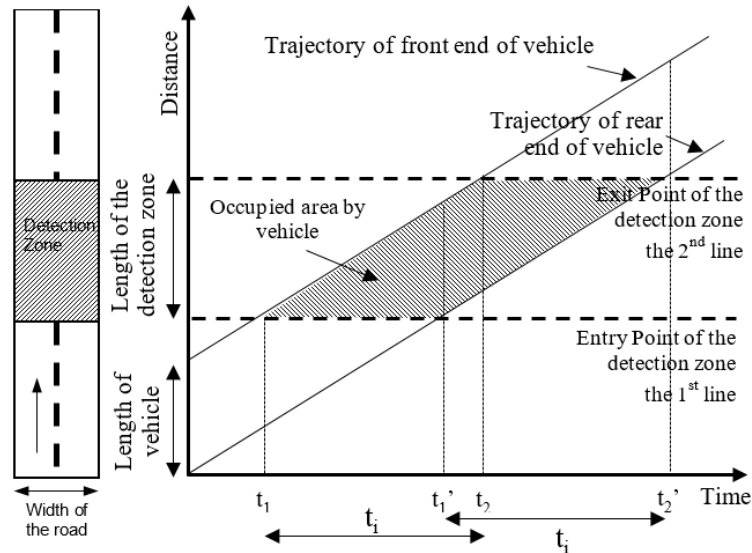 Distance
Trajectory of front end of vehicle
Trajectory of rear
end of vehicle
Detection
Zone
Length of the
detection zone
Occupied area by
vehicle
Exit Point of the
detection zone
the 2nd line
Entry Point of the
detection zone
the 1st line
Length of
vehicle
Width of
the road
t1
t1'
t2
t2'
Time
ti
ti